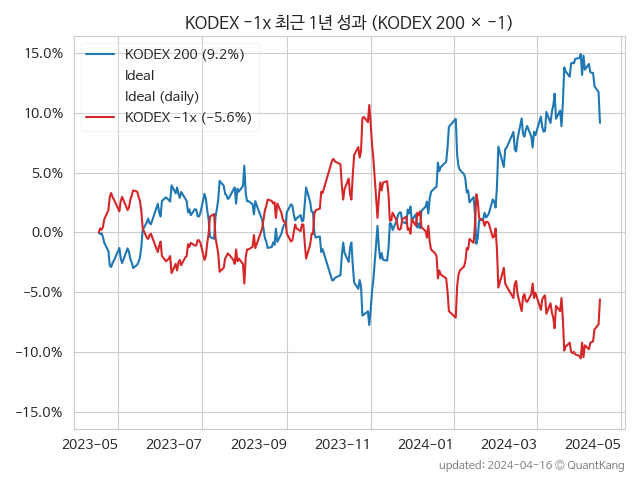 KODEX −1x 최근 1년 성과 (KODEX 200 × −1)
KODEX 200 (9.2%)
Ideal
Ideal (daily)
KODEX −1x (−5.6%)
15.0%
10.0%
5.0%
0.0%
−5.0%
−10.0%
−15.0%
2023−05 2023−07 2023−09 2023−11 2024−01 2024−03 2024−05
updated: 2024−04−16 © QuantKang